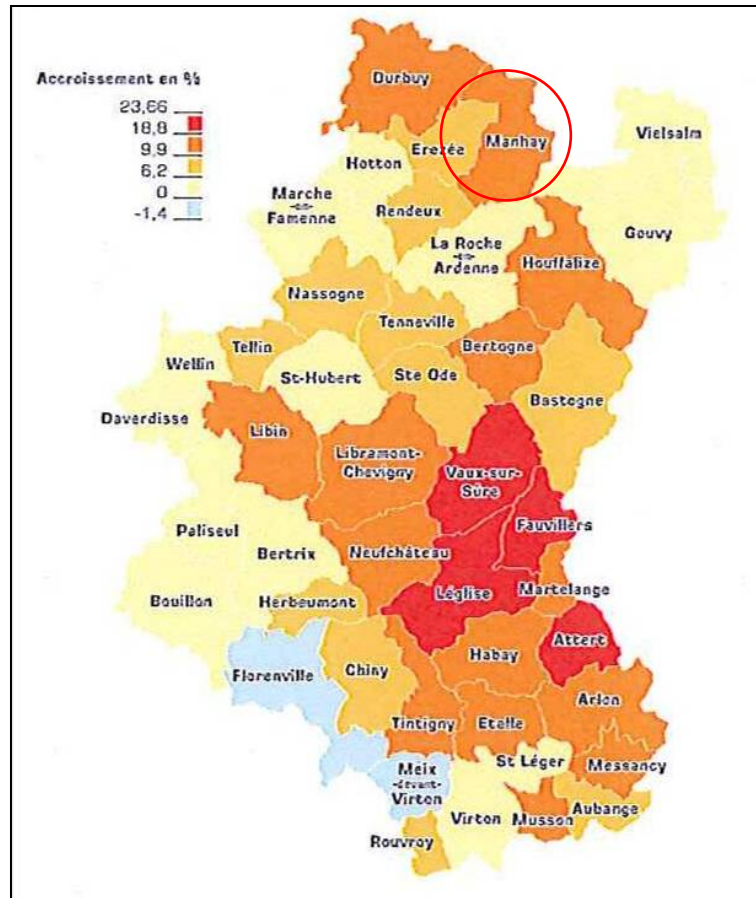 Accroissement en %
23,66
18,8
9,9
6,2
0
-1,4
Durbuy
Manhay
Vielsalm
Erezée
Hotton
Marche
-en-
Famenne
Rendeux
La Roche
-en-
Ardenne
Gouvy
Houffalize
Nassogne
Tenneville
Bertogne
Tellin
Wellin
St-Hubert
Ste Ode
Bastogne
Daverdisse
Libin
Libramont-
Chevigny
Vaux-sur-
Sûre
Fauvillers
Paliseul
Bertrix
Neufchâteau
Bouillon
Herbeumont
Léglise
Martelange
Attert
Habay
Florenville
Chiny
Arlon
Tintigny
Etalle
St Léger
Messancy
Meix
-devant-
Virton
Aubange
Virton
Musson
Rouvroy